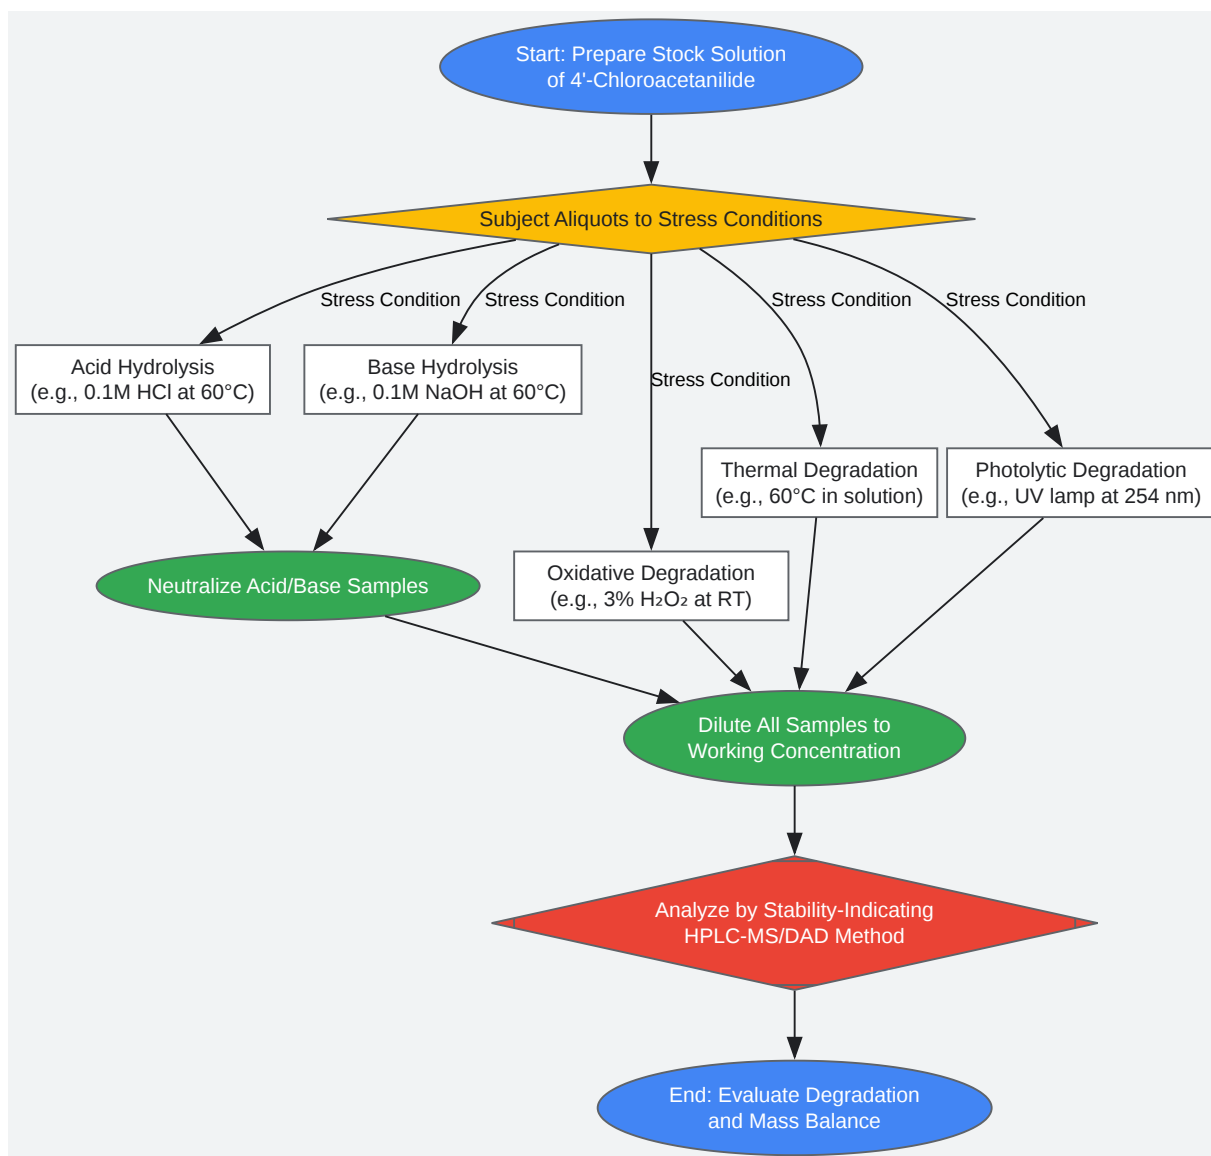 Start: Prepare Stock Solution
of 4'-Chloroacetanilide
Subject Aliquots to Stress Conditions
Stress Condition
Stress Condition
Stress Condition
Stress Condition
Stress Condition
Acid Hydrolysis
(e.g., 0.1M HCl at 60°C)
Base Hydrolysis
(e.g., 0.1M NaOH at 60°C)
Thermal Degradation
(e.g., 60°C in solution)
Photolytic Degradation
(e.g., UV lamp at 254 nm)
Oxidative Degradation
(e.g., 3% H₂O₂ at RT)
Neutralize Acid/Base Samples
Dilute All Samples to
Working Concentration
Analyze by Stability-Indicating
HPLC-MS/DAD Method
End: Evaluate Degradation
and Mass Balance